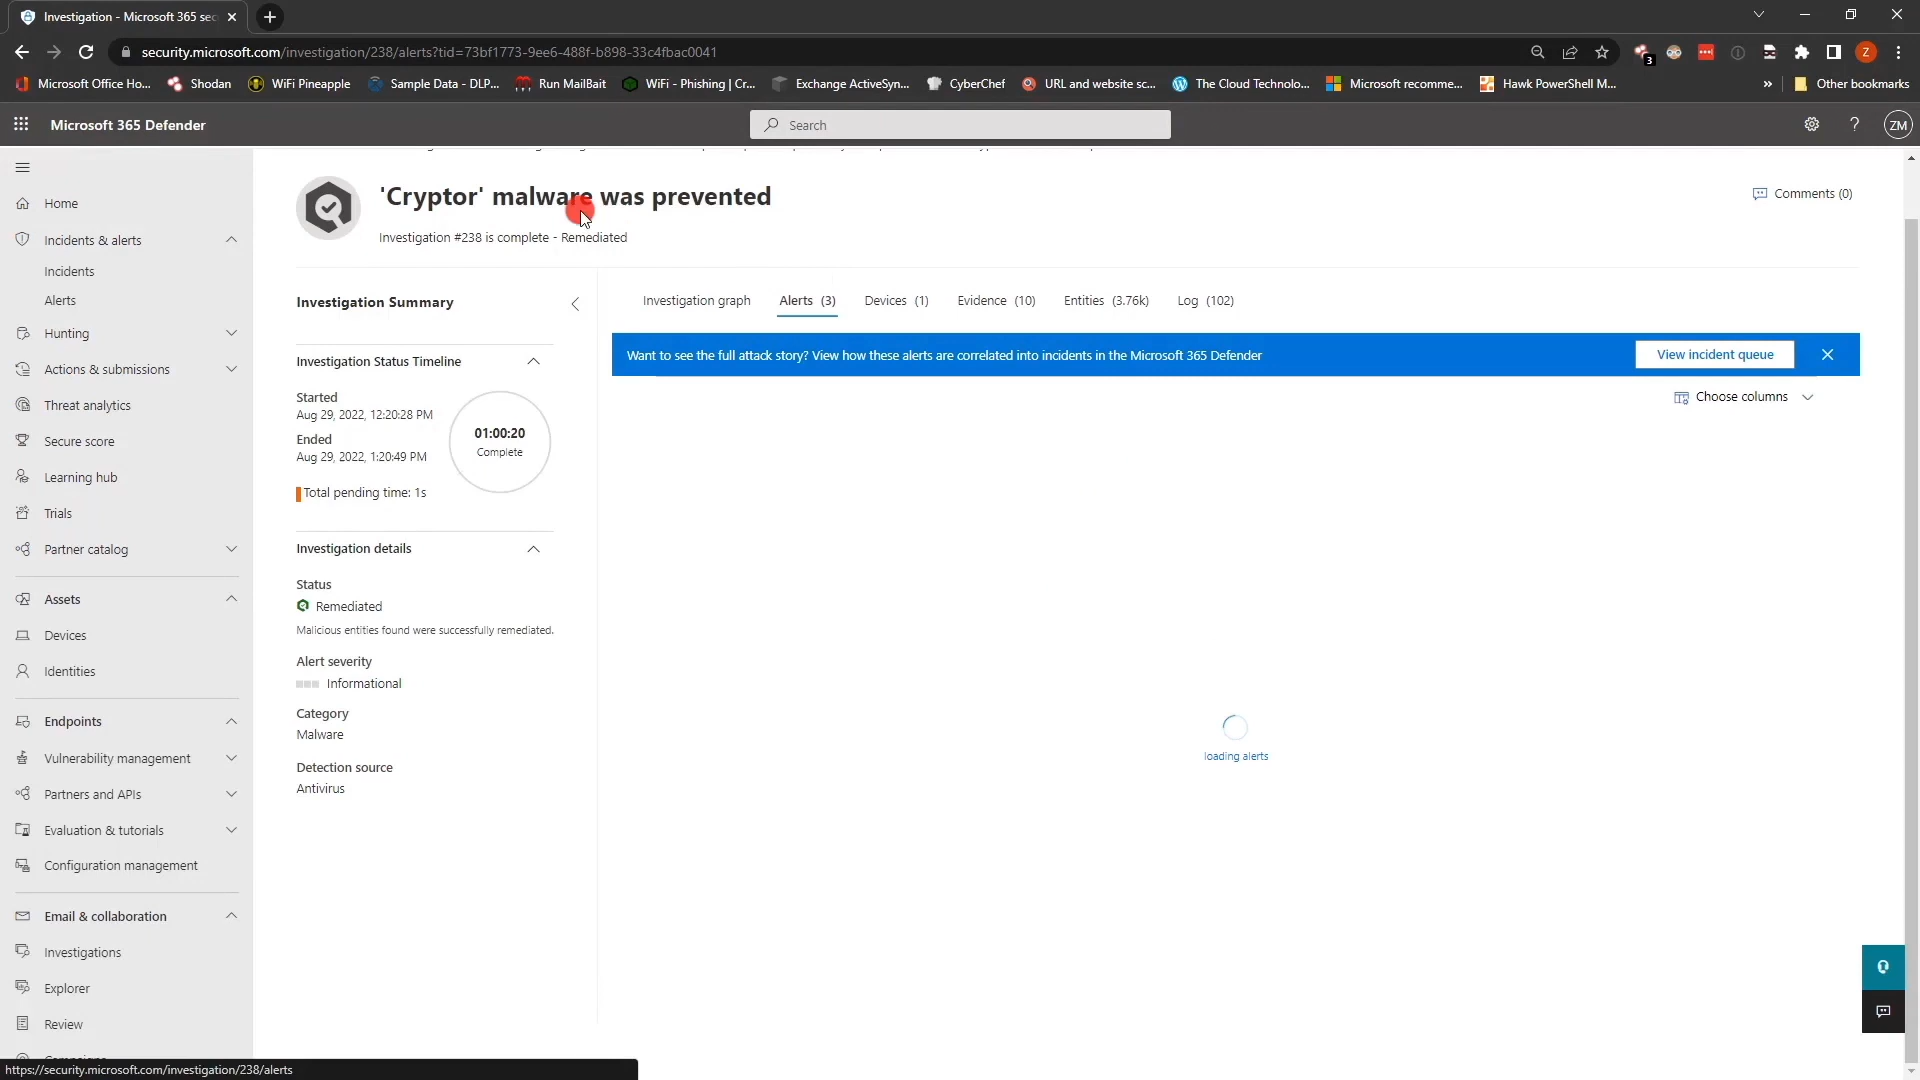 Investigation - Microsoft 365 sec
security.microsoft.com/investigation/238/alerts?tid=73bf1773-9ee6-488f-b898-33c4fbac0041
3
Z
Microsoft Office Ho...
Shodan
WiFi Pineapple
Sample Data - DLP...
Run MailBait
WiFi - Phishing | Cr...
Exchange ActiveSyn...
CyberChef
URL and website sc...
The Cloud Technolo...
Microsoft recomme...
Hawk PowerShell M...
»
Other bookmarks
Microsoft 365 Defender
Search
?
ZM
Home
Incidents & alerts
Incidents
Alerts
Hunting
Actions & submissions
Threat analytics
Secure score
Learning hub
Trials
Partner catalog
Assets
Devices
Identities
Endpoints
Vulnerability management
Partners and APIs
Evaluation & tutorials
Configuration management
Email & collaboration
Investigations
Explorer
Review
'Cryptor' malware was prevented
Investigation #238 is complete - Remediated
Comments (0)
Investigation Summary
Investigation Status Timeline
Started
Aug 29, 2022, 12:20:28 PM
Ended
Aug 29, 2022, 1:20:49 PM
Total pending time: 1s
01:00:20
Complete
Investigation details
Status
Remediated
Malicious entities found were successfully remediated.
Alert severity
Informational
Category
Malware
Detection source
Antivirus
Investigation graph
Alerts (3)
Devices (1)
Evidence (10)
Entities (3.76k)
Log (102)
Want to see the full attack story? View how these alerts are correlated into incidents in the Microsoft 365 Defender
View incident queue
Choose columns
loading alerts
https://security.microsoft.com/investigation/238/alerts